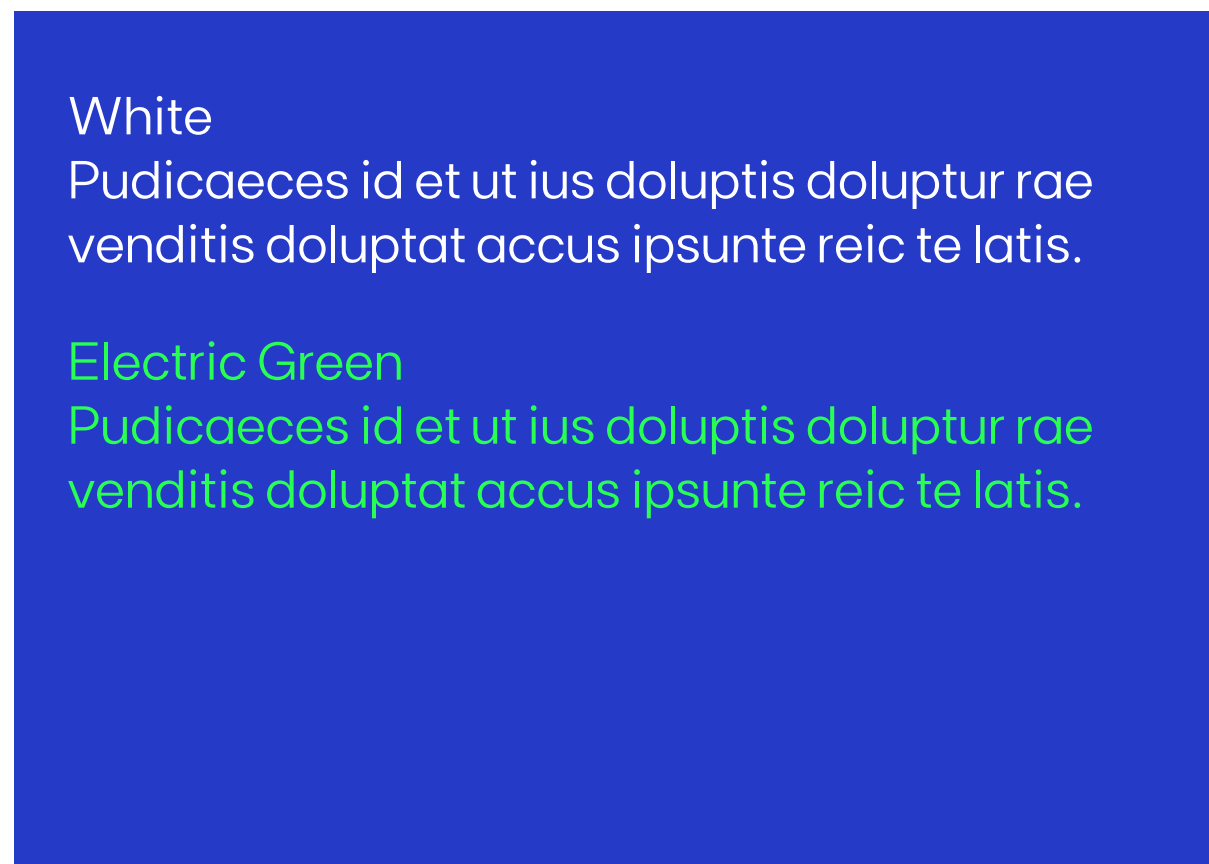 White
Pudicaeces id et ut ius doluptis doluptur rae
venditis doluptat accus ipsunte reic te latis.
Electric Green
Pudicaeces id et ut ius doluptis doluptur rae
venditis doluptat accus ipsunte reic te latis.